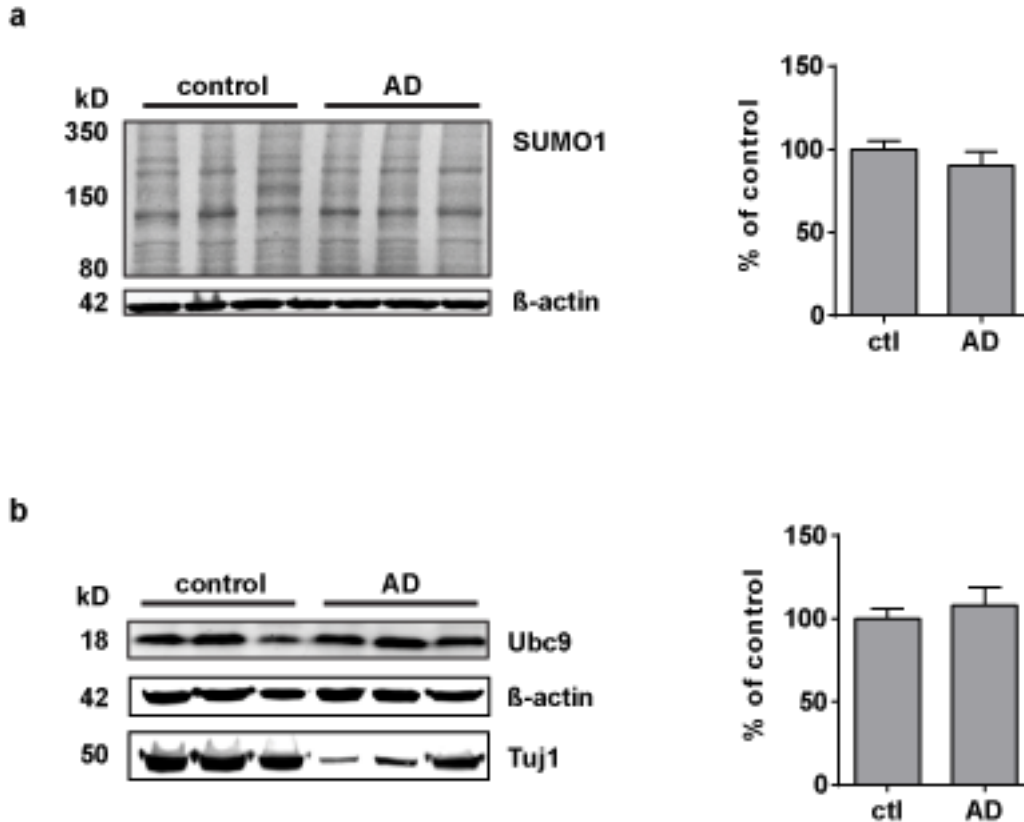 a
control AD
kD
350
150
80
42
SUMO1
ß-actin
150
100
50
0
% of control
ctl AD
b
control AD
kD
18
42
50
Ubc9
ß-actin
Tuj1
150
100
50
0
% of control
ctl AD